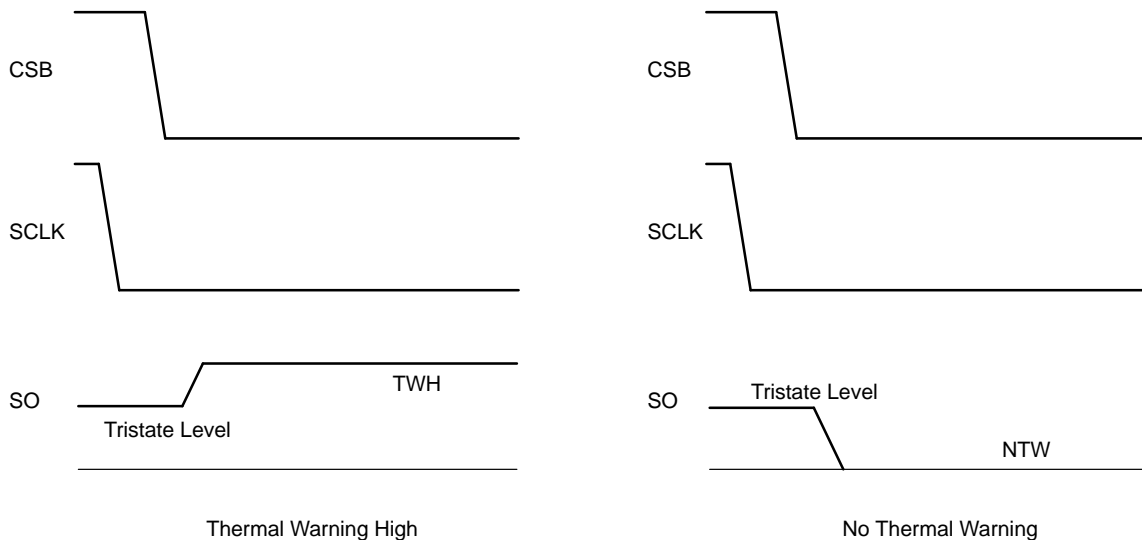 CSB
SCLK
SO
TWH
Tristate Level
Thermal Warning High
CSB
SCLK
SO
Tristate Level
NTW
No Thermal Warning